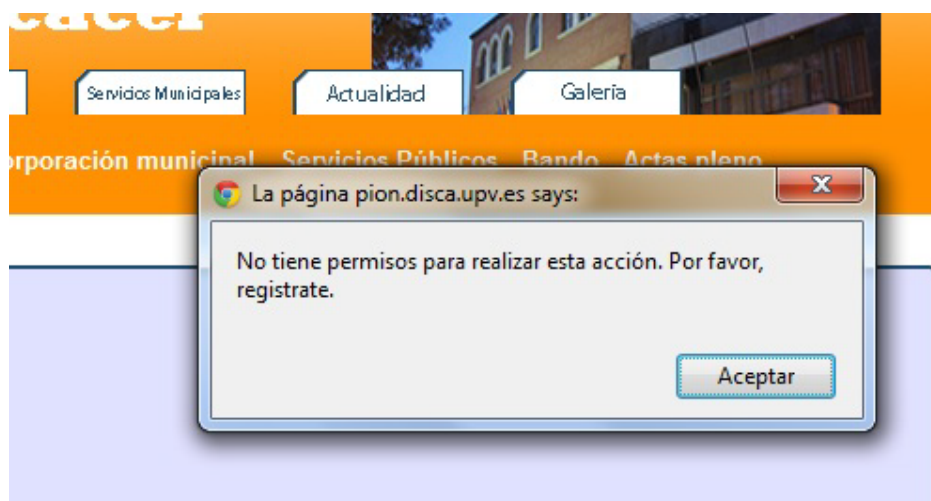 Servicios Municipales
Actualidad
Galería
Corporación municipal Servicios Públicos Bando Actas pleno
La página pion.disca.upv.es says:
No tiene permisos para realizar esta acción. Por favor,
registrate.
Aceptar